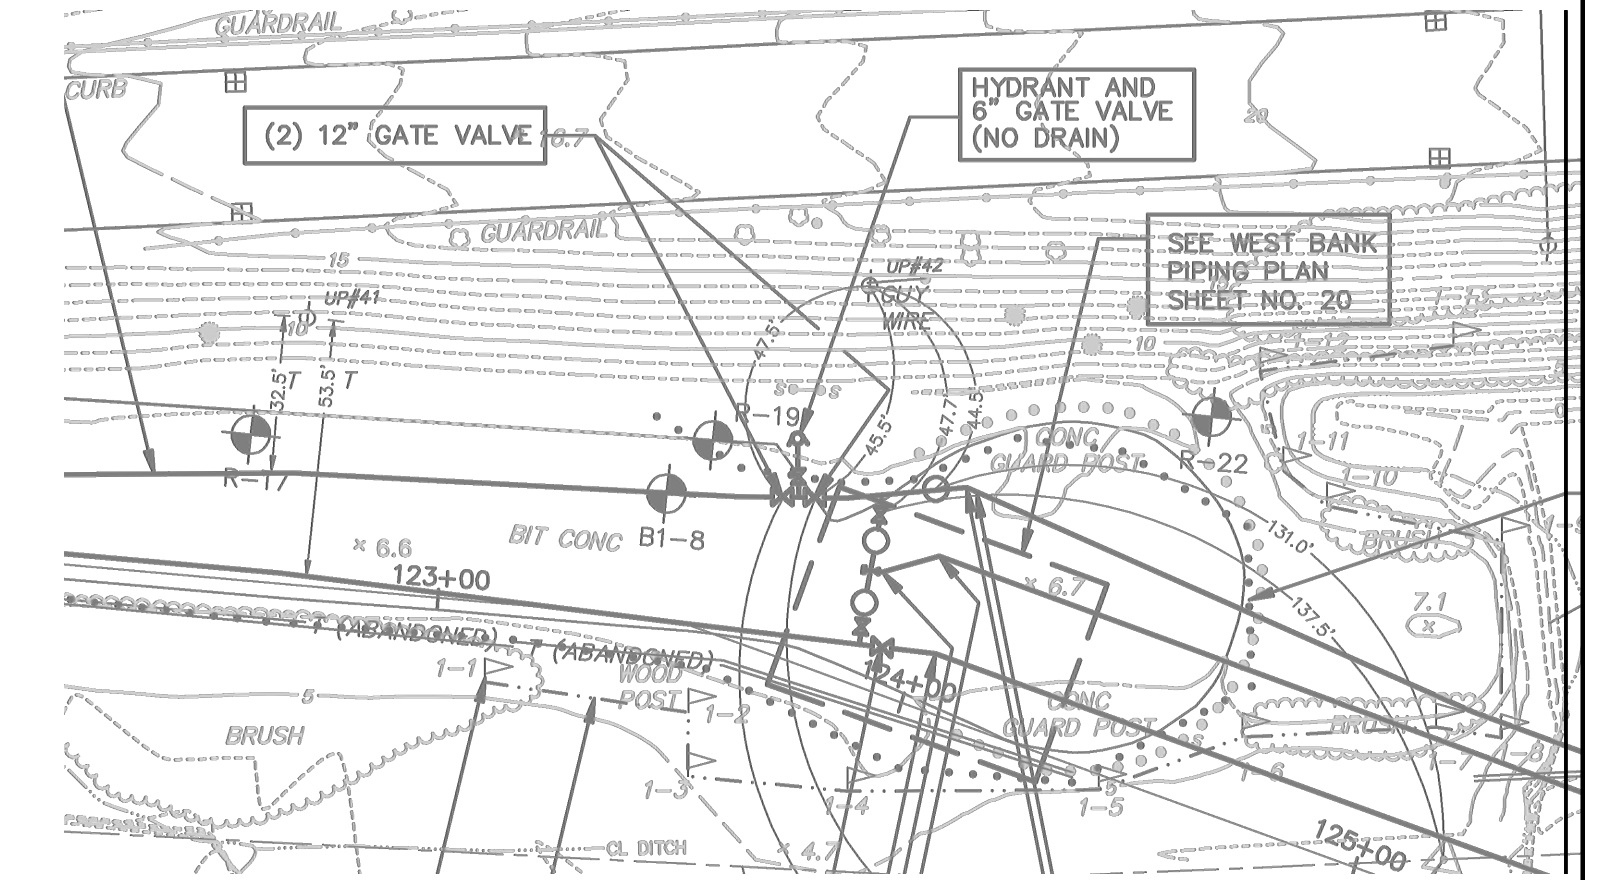 GUARDRAIL
CURB
(2) 12" GATE VALVE
HYDRANT AND
6" GATE VALVE
(NO DRAIN)
20
GUARDRAIL
SEE WEST BANK
PIPING PLAN
SHEET NO. 20
15
UP#42
GUY
WIRE
UP#41
10
10
47.5'
32.5'
T
53.5'
T
S
S
R-19
45.5'
47.7'
44.5'
CONC
GUARD POST
R-22
1-11
1-10
R-17
BIT CONC
B1-8
131.0'
BRUSH
× 6.6
123+00
× 6.7
137.5'
7.1
×
T (ABANDONED)
T (ABANDONED)
1-1
WOOD
POST
124+00
5
1-2
CONC
GUARD POST
S
BRUSH
BRUSH
1-3
1-4
5
1-5
1-6
1-7
1-8
CL DITCH
× 4.7
125+00